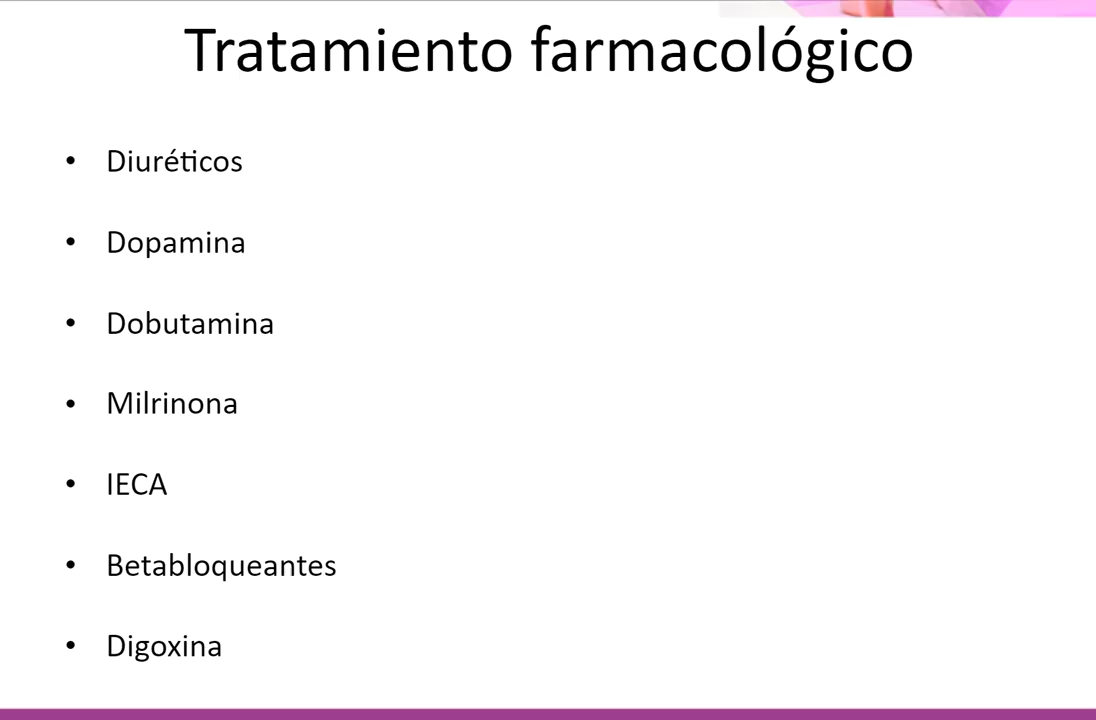 Tratamiento farmacológico
• Diuréticos
• Dopamina
• Dobutamina
• Milrinona
• IECA
• Betabloqueantes
• Digoxina